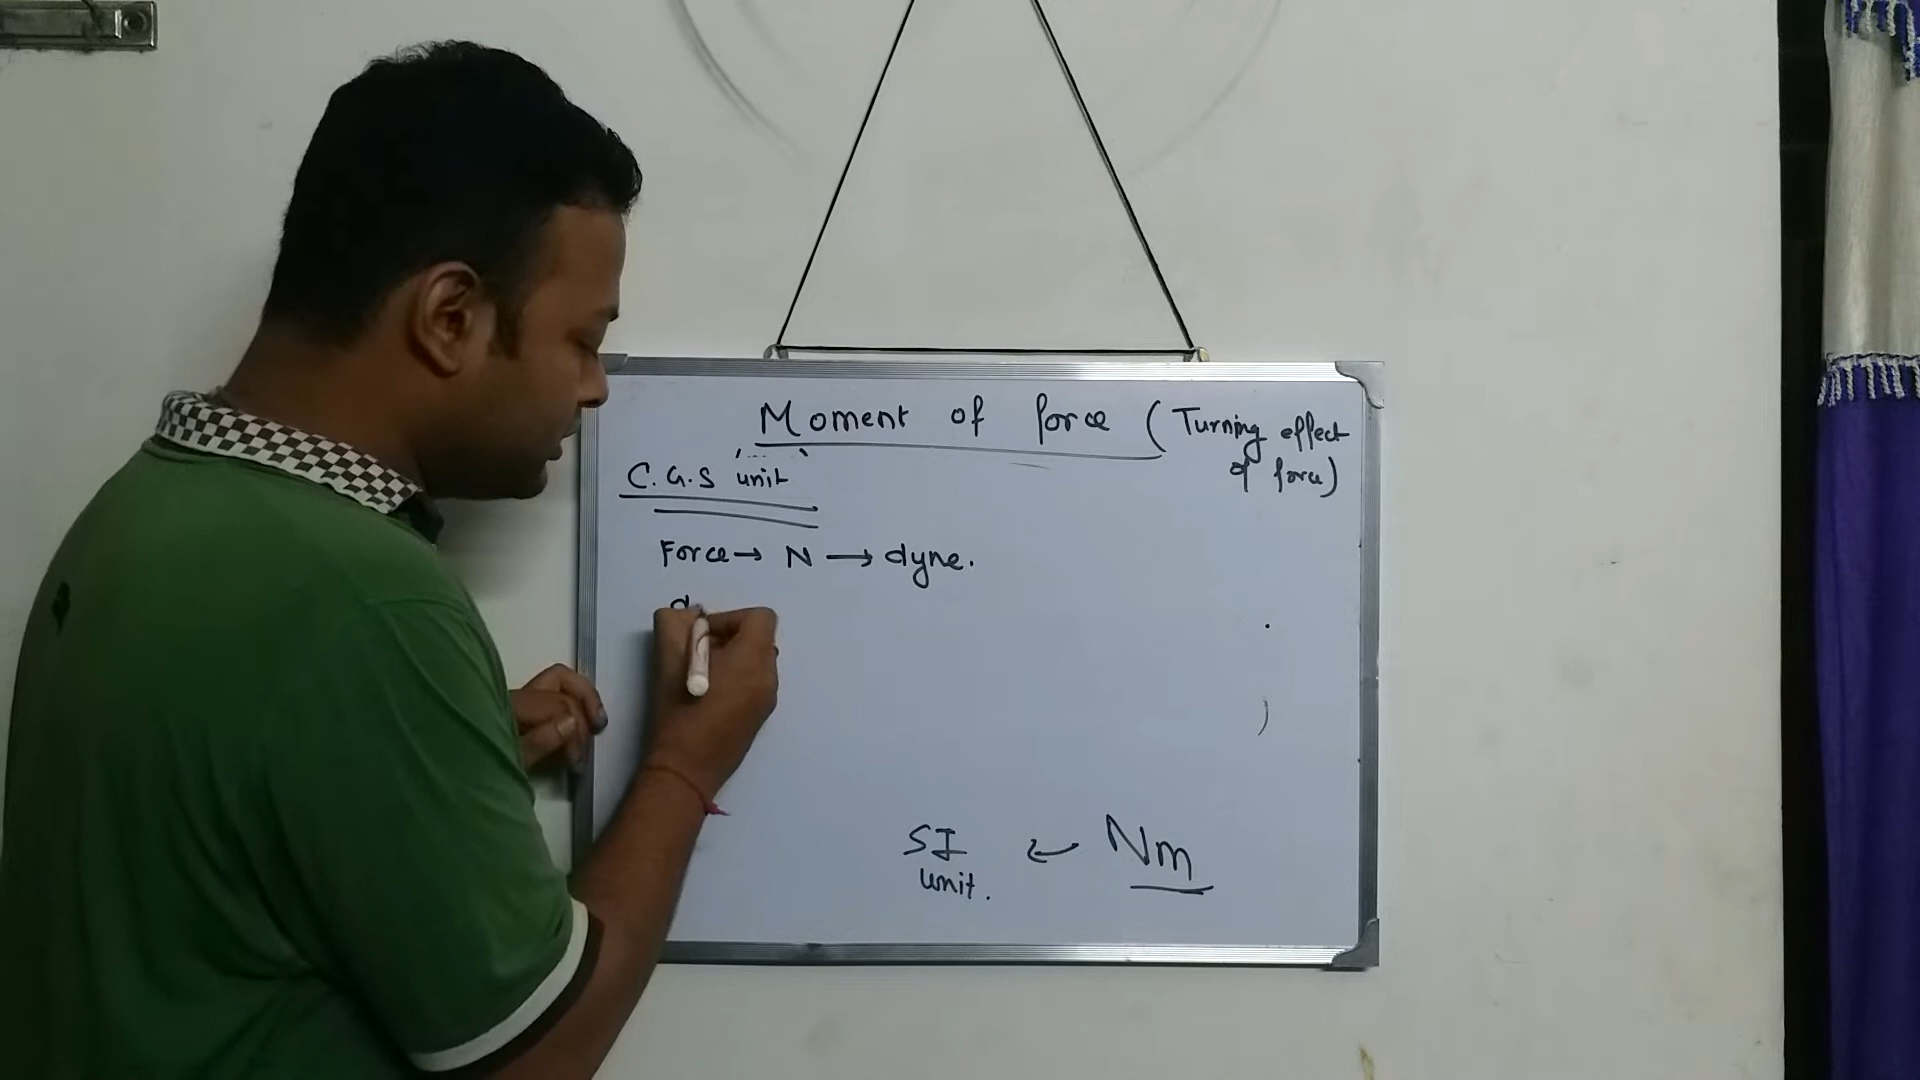 Moment of force (Turning effect
of force)
C.G.S unit
Force → N → dyne.
d
SI ← Nm
unit.